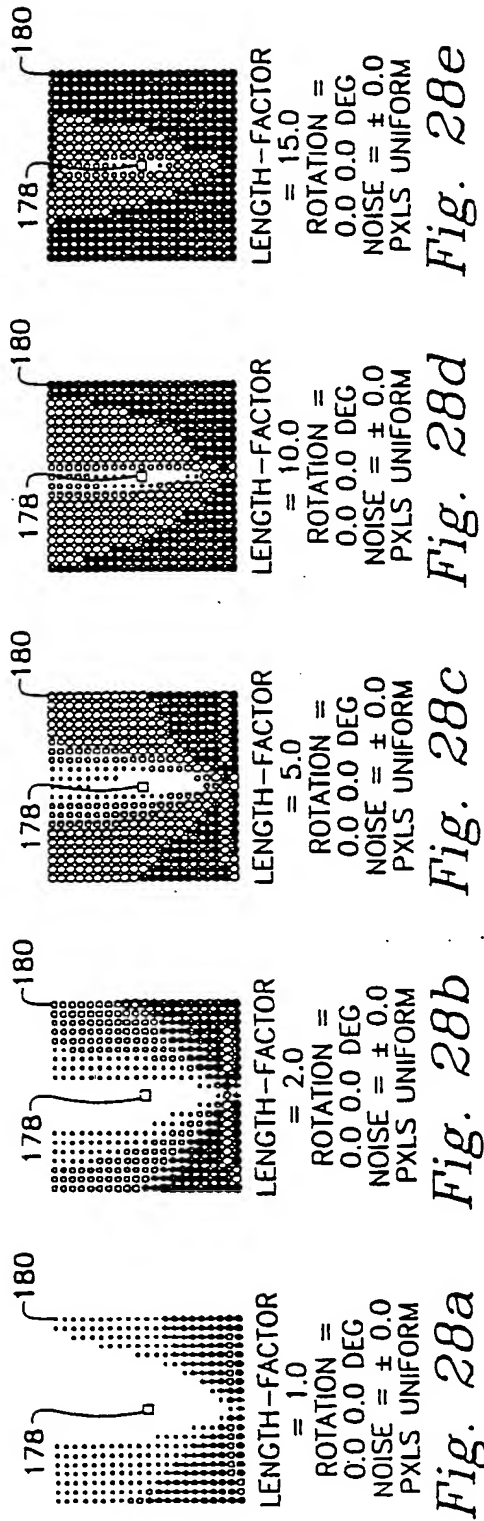 178
180
LENGTH-FACTOR
= 1.0
ROTATION =
0.0 0.0 DEG
NOISE = ± 0.0
PXLS UNIFORM
Fig. 28a
178
180
LENGTH-FACTOR
= 2.0
ROTATION =
0.0 0.0 DEG
NOISE = ± 0.0
PXLS UNIFORM
Fig. 28b
178
180
LENGTH-FACTOR
= 5.0
ROTATION =
0.0 0.0 DEG
NOISE = ± 0.0
PXLS UNIFORM
Fig. 28c
178
180
LENGTH-FACTOR
= 10.0
ROTATION =
0.0 0.0 DEG
NOISE = ± 0.0
PXLS UNIFORM
Fig. 28d
178
180
LENGTH-FACTOR
= 15.0
ROTATION =
0.0 0.0 DEG
NOISE = ± 0.0
PXLS UNIFORM
Fig. 28e